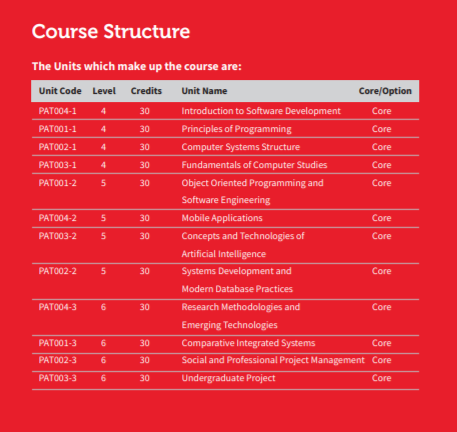 Course Structure
The Units which make up the course are:
Unit Code Level Credits Unit Name Core/Option
PAT004-1 4 30 Introduction to Software Development Core
PAT001-1 4 30 Principles of Programming Core
PAT002-1 4 30 Computer Systems Structure Core
PAT003-1 4 30 Fundamentals of Computer Studies Core
PAT001-2 5 30 Object Oriented Programming and Core
Software Engineering
PAT004-2 5 30 Mobile Applications Core
PAT003-2 5 30 Concepts and Technologies of Core
Artificial Intelligence
PAT002-2 5 30 Systems Development and Core
Modern Database Practices
PAT004-3 6 30 Research Methodologies and Core
Emerging Technologies
PAT001-3 6 30 Comparative Integrated Systems Core
PAT002-3 6 30 Social and Professional Project Management Core
PAT003-3 6 30 Undergraduate Project Core